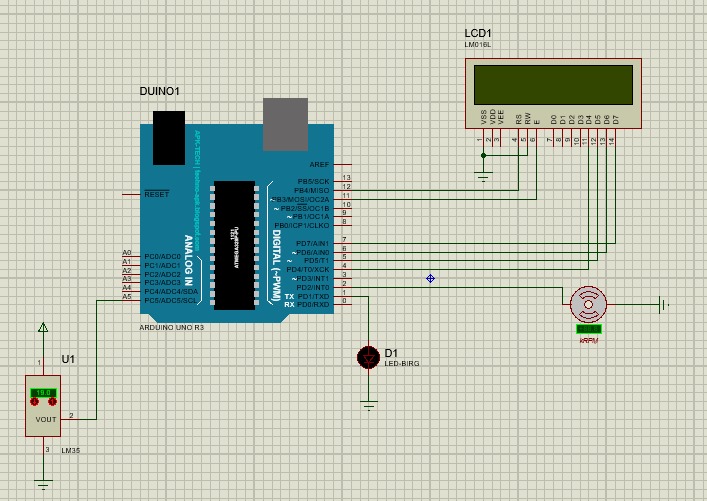 LCD1
LM016L
VSS
VDD
VEE
RS
RW
E
D0
D1
D2
D3
D4
D5
D6
D7
1
2
3
4
5
6
7
8
9
10
11
12
13
14
DUINO1
AREF
RESET
PB5/SCK 13
PB4/MISO 12
~PB3/MOSI/OC2A 11
~PB2/SS/OC1B 10
~PB1/OC1A 9
PB0/ICP1/CLKO 8
PD7/AIN1 7
~PD6/AIN0 6
~PD5/T1 5
PD4/T0/XCK 4
~PD3/INT1 3
PD2/INT0 2
TX PD1/TXD 1
RX PD0/RXD 0
DIGITAL (~PWM)
ANALOG IN
A0 PC0/ADC0
A1 PC1/ADC1
A2 PC2/ADC2
A3 PC3/ADC3
A4 PC4/ADC4/SDA
A5 PC5/ADC5/SCL
ARDUINO UNO R3
kRPM
D1
LED-BIRG
U1
1
19.0
VOUT
2
3
LM35